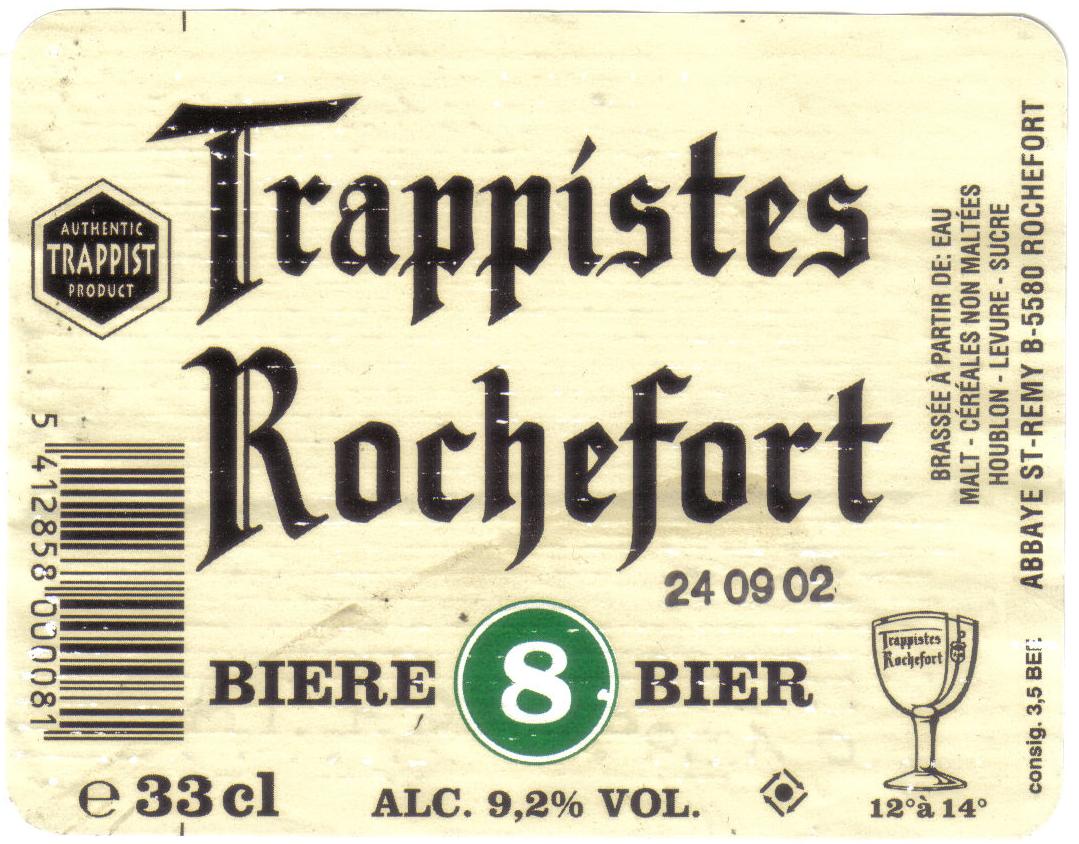 Trappistes
Rochefort
AUTHENTIC
TRAPPIST
PRODUCT
5 412858 000081
24 09 02
BIERE 8 BIER
℮ 33 cl
ALC. 9,2% VOL.
Trappistes
Rochefort
12° à 14°
BRASSÉE À PARTIR DE: EAU
MALT - CÉRÉALES NON MALTÉES
HOUBLON - LEVURE - SUCRE
ABBAYE ST-REMY B-5580 ROCHEFORT
consig. 3,5 BEF.